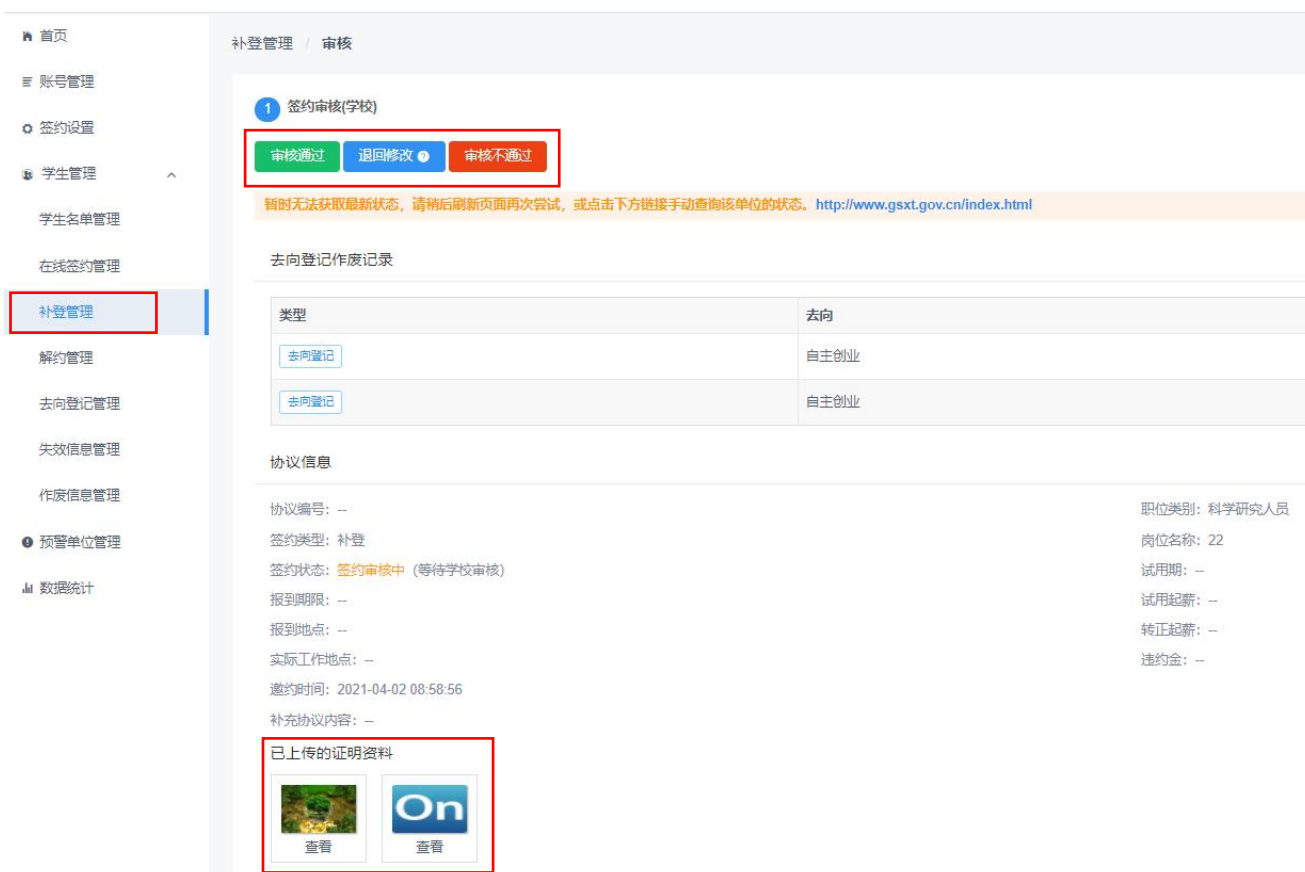 首页
账号管理
签约设置
学生管理
学生名单管理
在线签约管理
补登管理
解约管理
去向登记管理
失效信息管理
作废信息管理
预警单位管理
数据统计
补登管理 / 审核
1 签约审核(学校)
审核通过 退回修改 ? 审核不通过
暂时无法获取最新状态，请稍后刷新页面再次尝试，或点击下方链接手动查询该单位的状态。http://www.gsxt.gov.cn/index.html
去向登记作废记录
类型 去向
去向登记 自主创业
去向登记 自主创业
协议信息
协议编号：-- 职位类别：科学研究人员
签约类型：补登 岗位名称：22
签约状态：签约审核中（等待学校审核） 试用期：--
报到期限：-- 试用起薪：--
报到地点：-- 转正起薪：--
实际工作地点：-- 违约金：--
邀约时间：2021-04-02 08:58:56
补充协议内容：--
已上传的证明资料
On
查看 查看